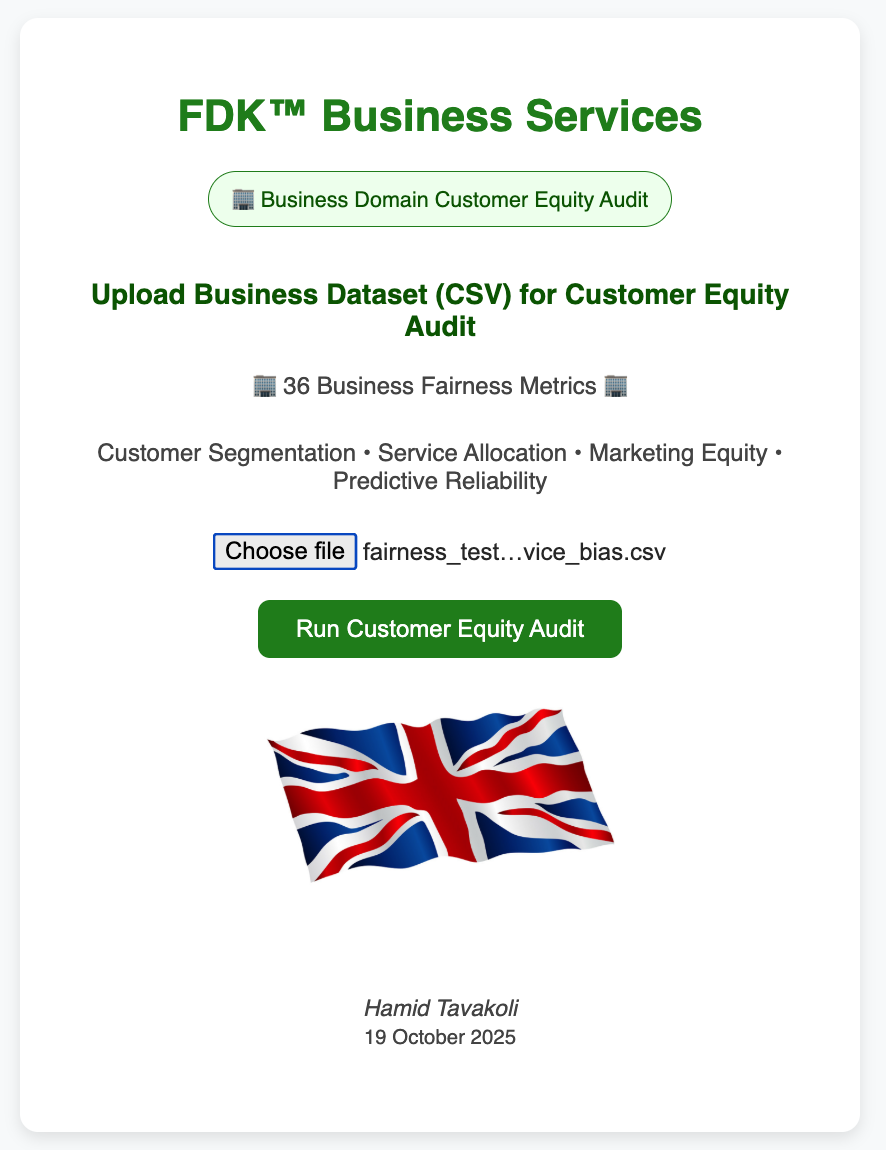 FDK™ Business Services
🏢 Business Domain Customer Equity Audit
Upload Business Dataset (CSV) for Customer Equity
Audit
🏢 36 Business Fairness Metrics 🏢
Customer Segmentation • Service Allocation • Marketing Equity •
Predictive Reliability
Choose file fairness_test…vice_bias.csv
Run Customer Equity Audit
Hamid Tavakoli
19 October 2025